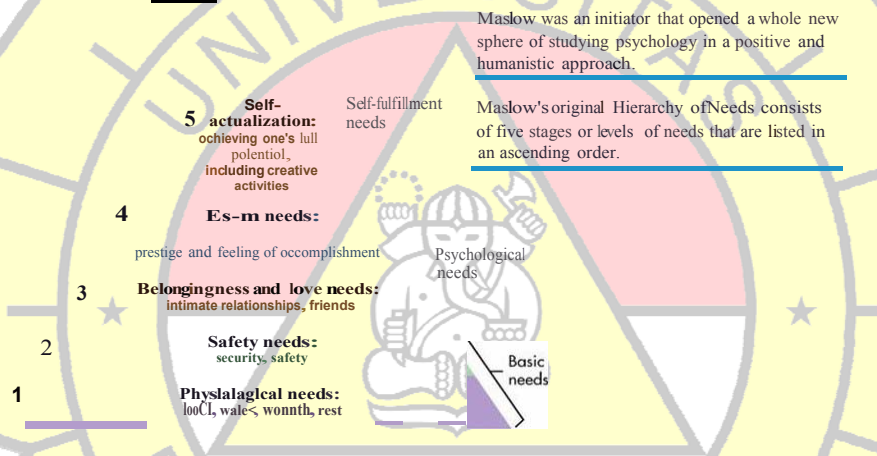 Maslow was an initiator that opened a whole new
sphere of studying psychology in a positive and
humanistic approach.
Maslow's original Hierarchy ofNeeds consists
of five stages or levels of needs that are listed in
an ascending order.
5
Self-
actualization:
ochieving one's lull
polentiol,
including creative
activities
Self-fulfillment
needs
4
Es-m needs:
prestige and feeling of occomplishment
Psychological
needs
3
Belongingness and love needs:
intimate relationships, friends
2
Safety needs:
security, safety
Basic
needs
1
Physlalaglcal needs:
looCI, wale<, wonnth, rest
UNIVERSITAS